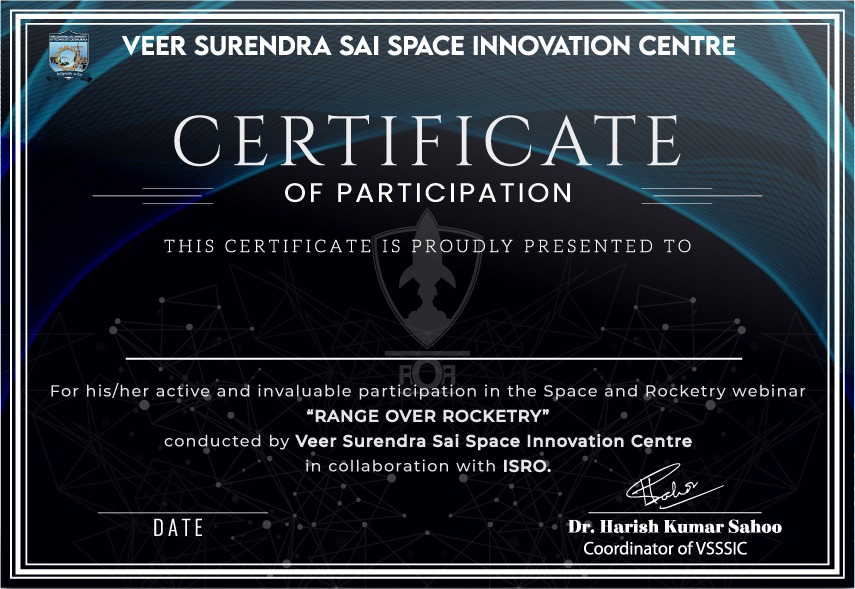 VEER SURENDRA SAI SPACE INNOVATION CENTRE
CERTIFICATE
OF PARTICIPATION
THIS CERTIFICATE IS PROUDLY PRESENTED TO
ROR
For his/her active and invaluable participation in the Space and Rocketry webinar
“RANGE OVER ROCKETRY”
conducted by Veer Surendra Sai Space Innovation Centre
in collaboration with ISRO.
DATE
Dr. Harish Kumar Sahoo
Coordinator of VSSSIC